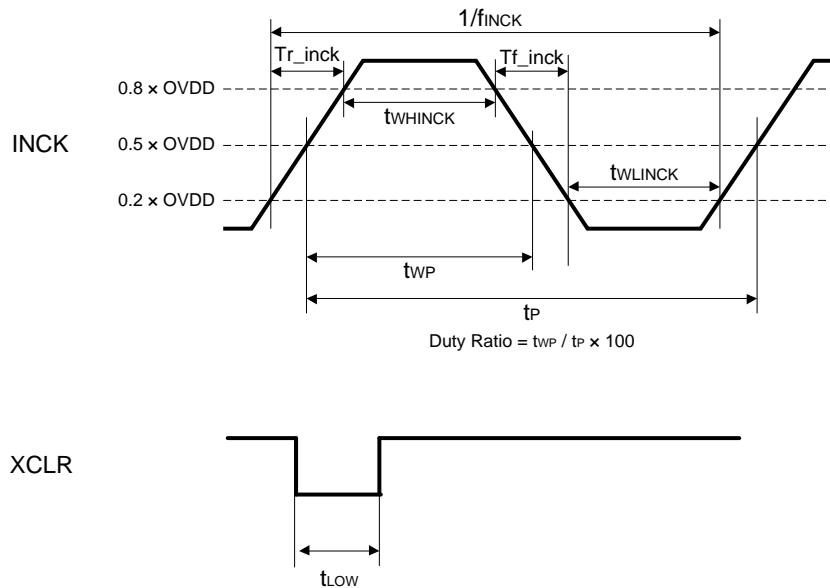 1/fINCK
Tr_inck
Tf_inck
0.8 × OVDD
tWHINCK
INCK
0.5 × OVDD
tWLINCK
0.2 × OVDD
tWP
tP
Duty Ratio = tWP / tP × 100
XCLR
tLOW